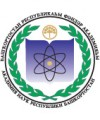 БАШҠОРТОСТАН РЕСПУБЛИКАҺЫ ФӘНДӘР АКАДЕМИЯҺЫ
АКАДЕМИЯ НАУК РЕСПУБЛИКИ БАШКОРТОСТАН